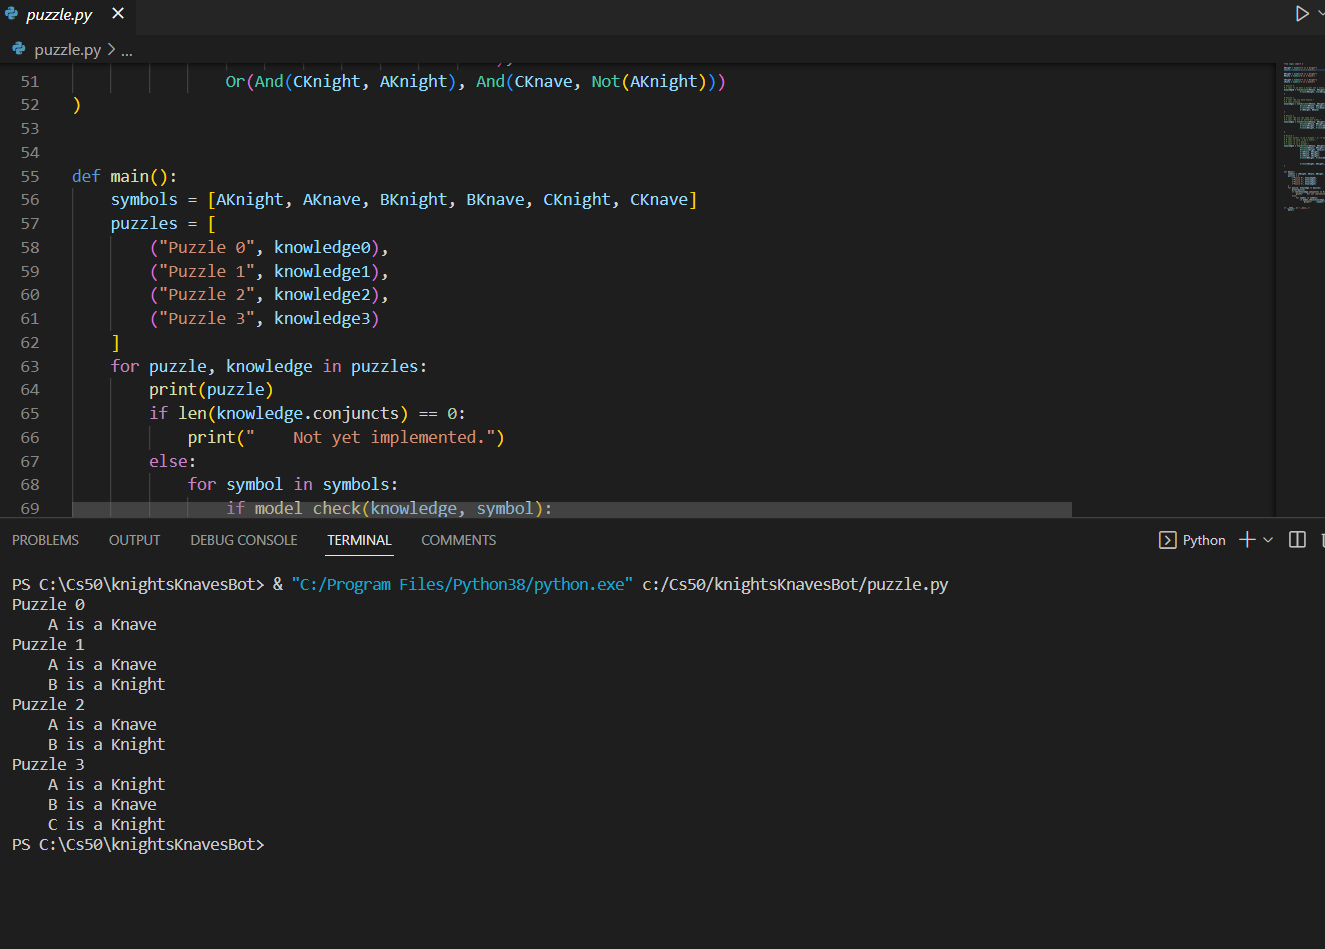 puzzle.py
puzzle.py > ...
51 Or(And(CKnight, AKnight), And(CKnave, Not(AKnight)))
52 )
53
54
55 def main():
56 symbols = [AKnight, AKnave, BKnight, BKnave, CKnight, CKnave]
57 puzzles = [
58 ("Puzzle 0", knowledge0),
59 ("Puzzle 1", knowledge1),
60 ("Puzzle 2", knowledge2),
61 ("Puzzle 3", knowledge3)
62 ]
63 for puzzle, knowledge in puzzles:
64 print(puzzle)
65 if len(knowledge.conjuncts) == 0:
66 print("    Not yet implemented.")
67 else:
68 for symbol in symbols:
69 if model_check(knowledge, symbol):
PROBLEMS OUTPUT DEBUG CONSOLE TERMINAL COMMENTS Python
PS C:\Cs50\knightsKnavesBot> & "C:/Program Files/Python38/python.exe" c:/Cs50/knightsKnavesBot/puzzle.py
Puzzle 0
A is a Knave
Puzzle 1
A is a Knave
B is a Knight
Puzzle 2
A is a Knave
B is a Knight
Puzzle 3
A is a Knight
B is a Knave
C is a Knight
PS C:\Cs50\knightsKnavesBot>